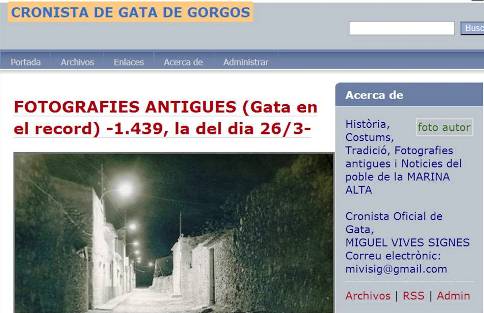 CRONISTA DE GATA DE GORGOS
Busc
Portada Archivos Enlaces Acerca de Administrar
FOTOGRAFIES ANTIGUES (Gata en
el record) -1.439, la del dia 26/3-
Acerca de
foto autor
Història,
Costums,
Tradició, Fotografies
antigues i Noticies del
poble de la MARINA
ALTA
Cronista Oficial de
Gata,
MIGUEL VIVES SIGNES
Correu electrònic:
mivisig@gmail.com
Archivos | RSS | Admin